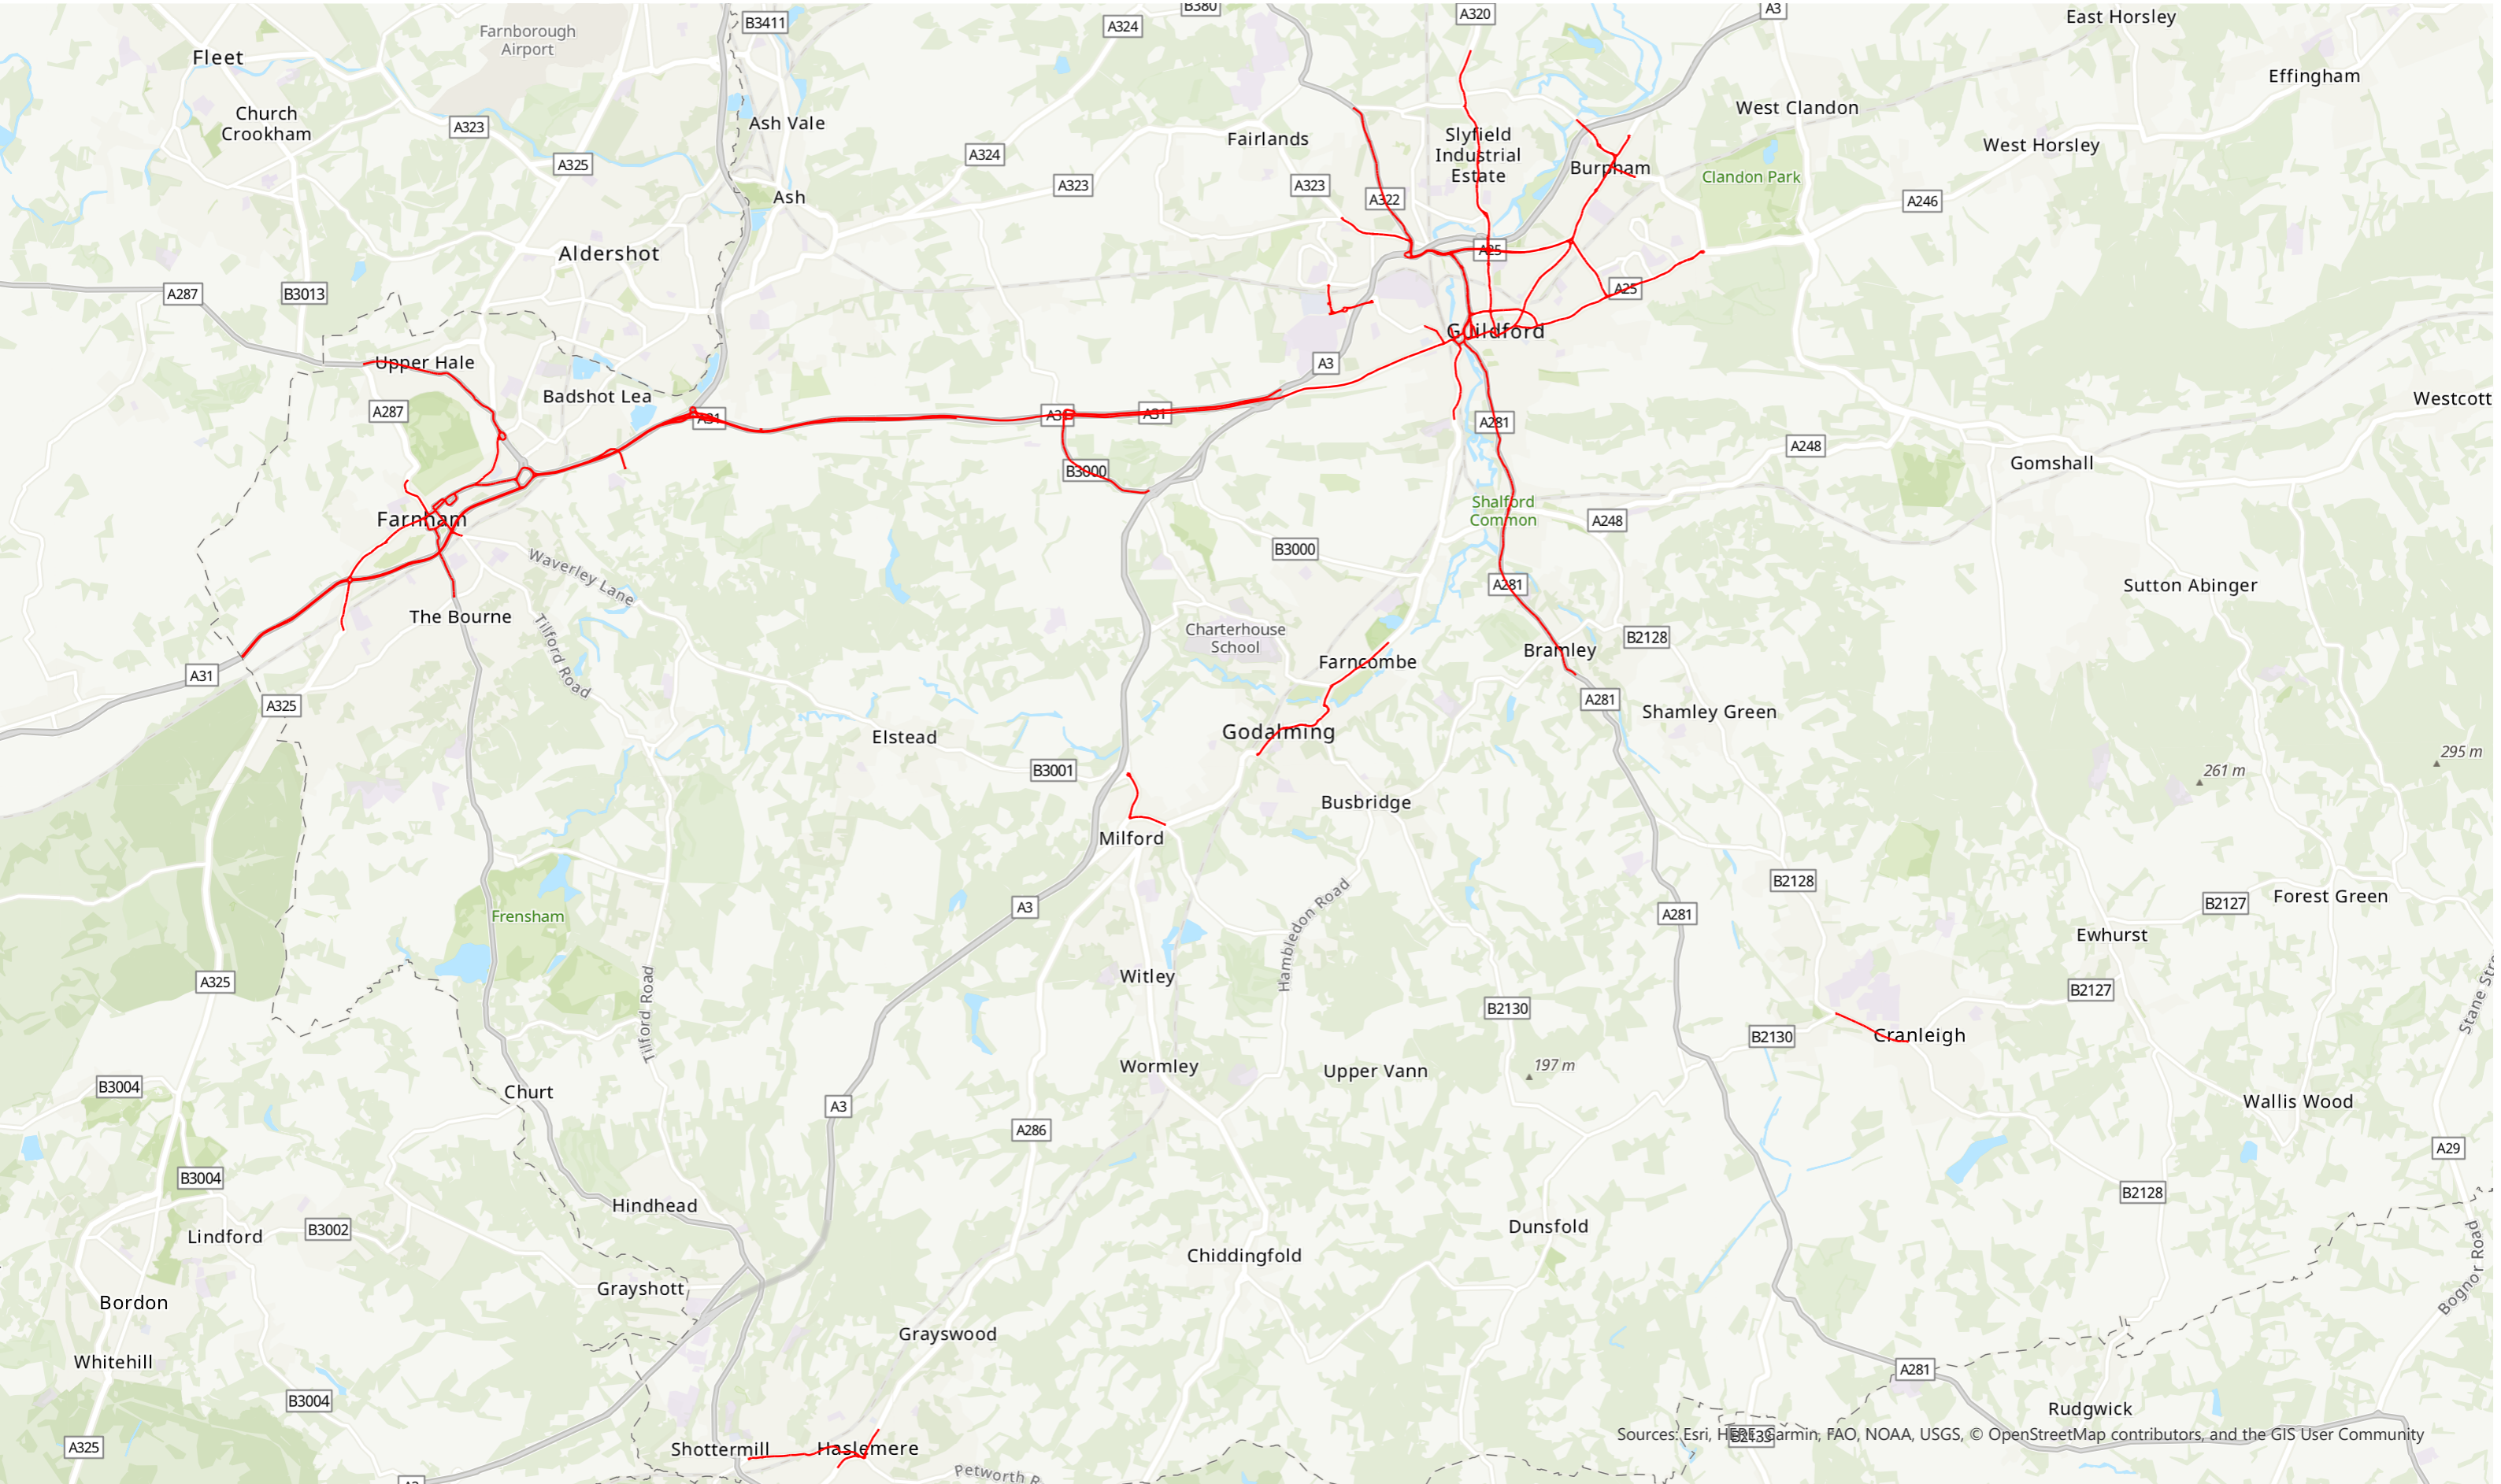 B380
A320
A3
East Horsley
B3411
A324
Farnborough
Airport
Fleet
Effingham
Church
Crookham
A323
Ash Vale
West Clandon
Fairlands
Slyfield
Industrial
Estate
West Horsley
A324
A325
Burpham
Clandon Park
A323
A323
A322
Ash
A246
Aldershot
A25
A287
B3013
A25
Guildford
Upper Hale
A3
Badshot Lea
Westcott
A287
A31
A31
A31
A281
A248
Gomshall
B3000
Farnham
Shalford
Common
A248
B3000
Waverley Lane
A281
Sutton Abinger
The Bourne
Tilford Road
Charterhouse
School
B2128
Bramley
Farncombe
A31
A325
A281
Shamley Green
Godalming
Elstead
295 m
B3001
261 m
Busbridge
Milford
B2128
Forest Green
A3
Hambledon Road
A281
B2127
Frensham
Ewhurst
Witley
A325
Tilford Road
B2130
B2127
Stane Stre
B2130
Cranleigh
Wormley
Upper Vann
197 m
B3004
Churt
A3
Wallis Wood
A286
A29
B3004
Hindhead
B2128
Lindford
B3002
Dunsfold
Chiddingfold
Bognor Road
Grayshott
Bordon
Grayswood
Whitehill
A281
B3004
Rudgwick
Sources: Esri, HERE, Garmin, FAO, NOAA, USGS, © OpenStreetMap contributors, and the GIS User Community
B2133
A325
Shottermill
Haslemere
Petworth R
A3